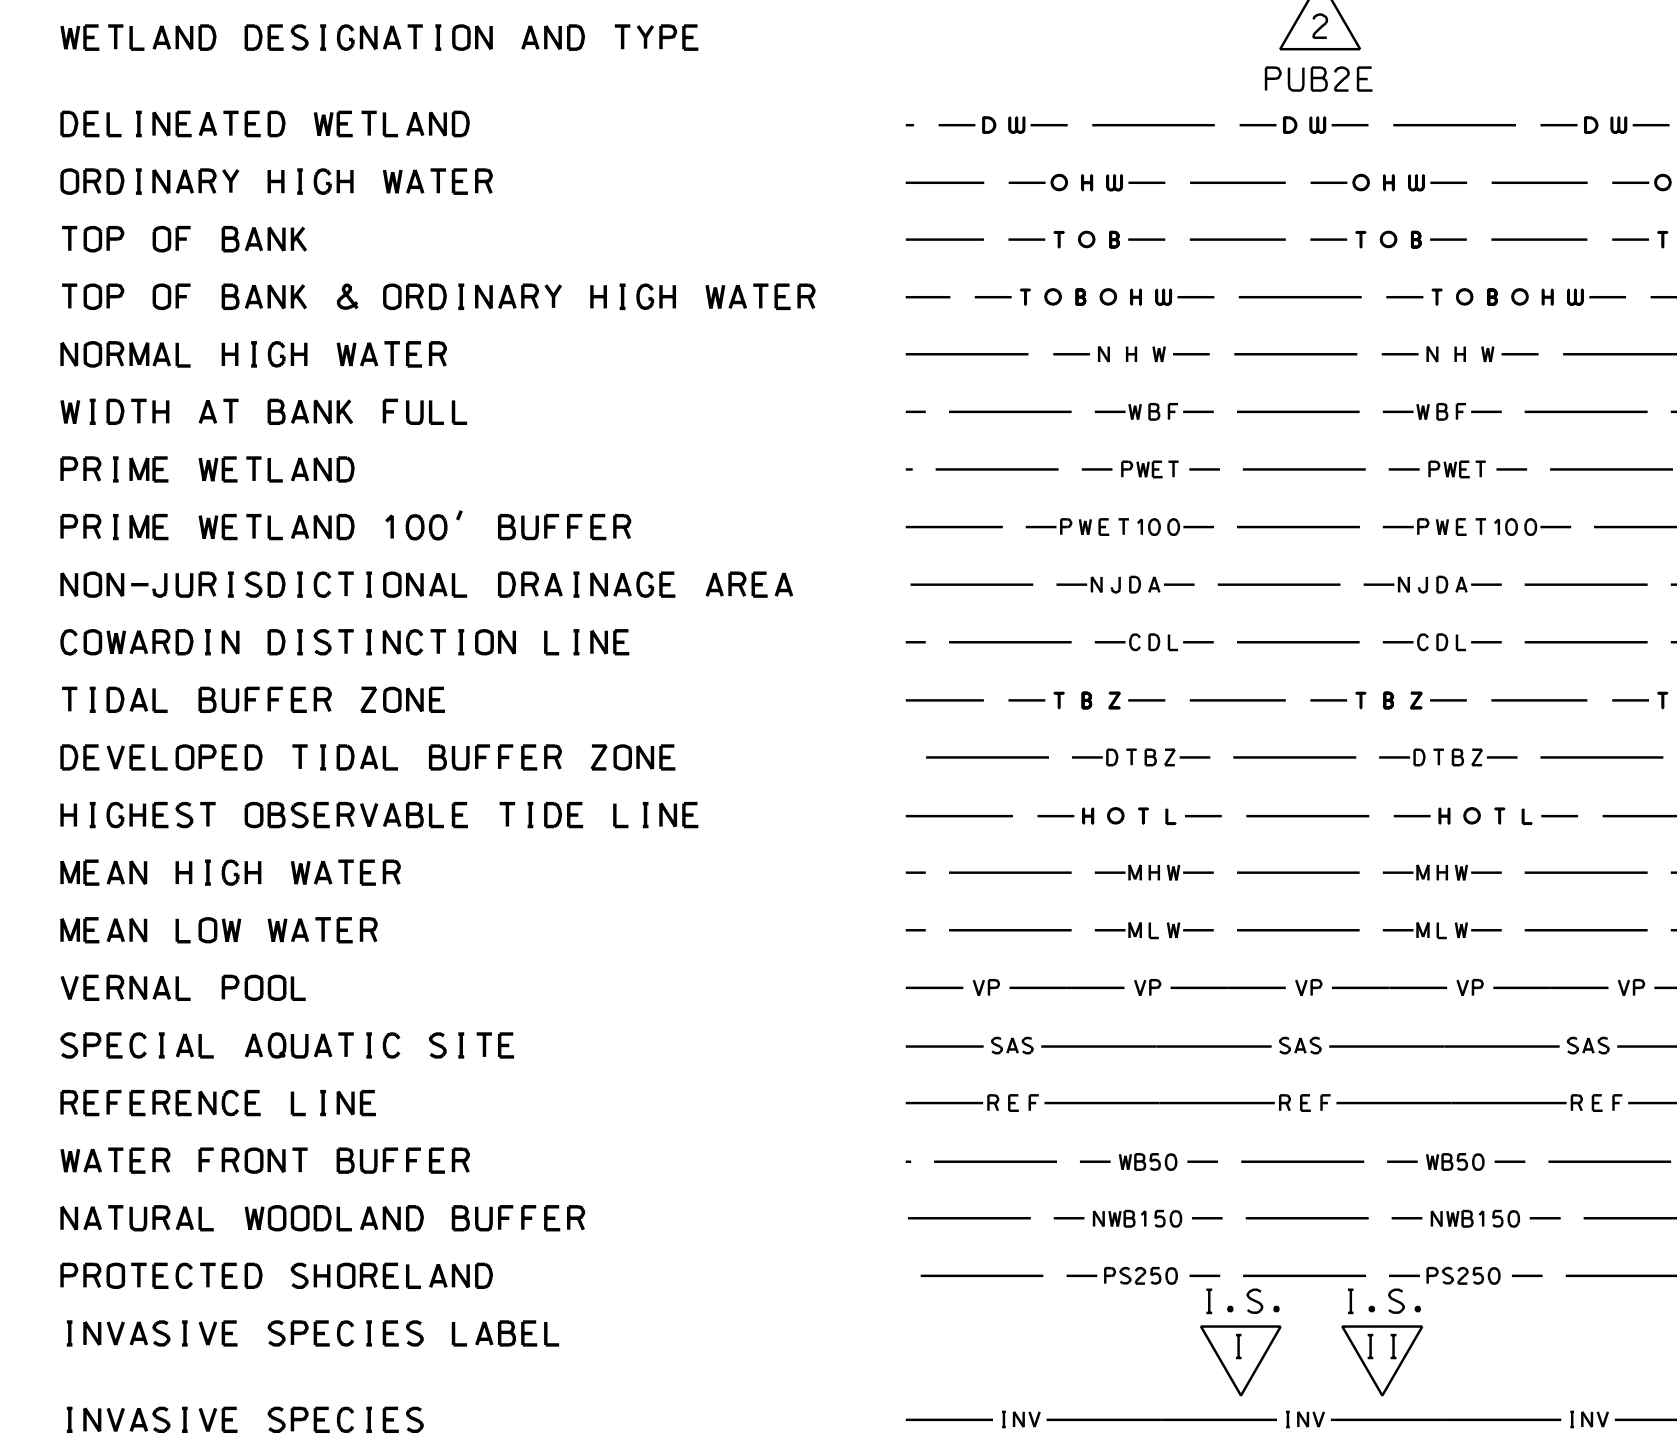 WETLAND DESIGNATION AND TYPE 2
PUB2E
DELINEATED WETLAND DW DW DW
ORDINARY HIGH WATER OHW OHW O
TOP OF BANK TOB TOB T
TOP OF BANK & ORDINARY HIGH WATER TOBOHW TOBOHW
NORMAL HIGH WATER NHW NHW
WIDTH AT BANK FULL WBF WBF
PRIME WETLAND PWET PWET
PRIME WETLAND 100' BUFFER PWET100 PWET100
NON-JURISDICTIONAL DRAINAGE AREA NJDA NJDA
COWARDIN DISTINCTION LINE CDL CDL
TIDAL BUFFER ZONE TBZ TBZ T
DEVELOPED TIDAL BUFFER ZONE DTBZ DTBZ
HIGHEST OBSERVABLE TIDE LINE HOTL HOTL
MEAN HIGH WATER MHW MHW
MEAN LOW WATER MLW MLW
VERNAL POOL VP VP VP VP VP
SPECIAL AQUATIC SITE SAS SAS SAS
REFERENCE LINE REF REF REF
WATER FRONT BUFFER WB50 WB50
NATURAL WOODLAND BUFFER NWB150 NWB150
PROTECTED SHORELAND PS250 PS250
I.S. I.S.
INVASIVE SPECIES LABEL I II
INVASIVE SPECIES INV INV INV